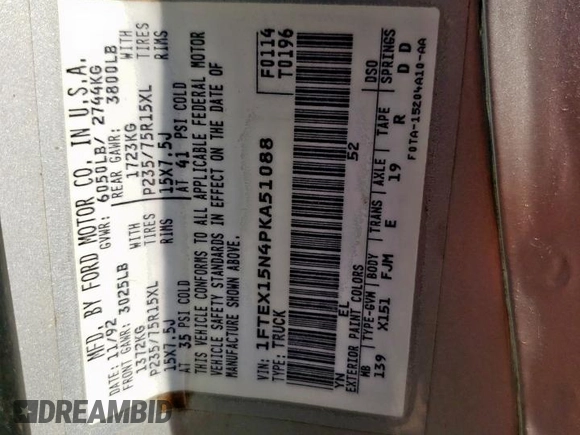 MFD. BY FORD MOTOR CO. IN U.S.A.
DATE: 11/92 GVWR: 6050LB/ 2744KG
FRONT GAWR: 3025LB REAR GAWR: 3800LB
1372KG WITH 1723KG WITH
P235/75R15XL TIRES P235/75R15XL TIRES
15X7.5J RIMS 15X7.5J RIMS
AT 35 PSI COLD AT 41 PSI COLD
THIS VEHICLE CONFORMS TO ALL APPLICABLE FEDERAL MOTOR
VEHICLE SAFETY STANDARDS IN EFFECT ON THE DATE OF
MANUFACTURE SHOWN ABOVE.
F0114
T0196
VIN: 1FTEX15N4PKA51088
TYPE: TRUCK
YN EL 52
EXTERIOR PAINT COLORS DSO
WB TYPE-GVW BODY TRANS AXLE TAPE SPRINGS
139 X151 FJM E 19 R D D
F0TA-15204A10-AA
DREAMBID